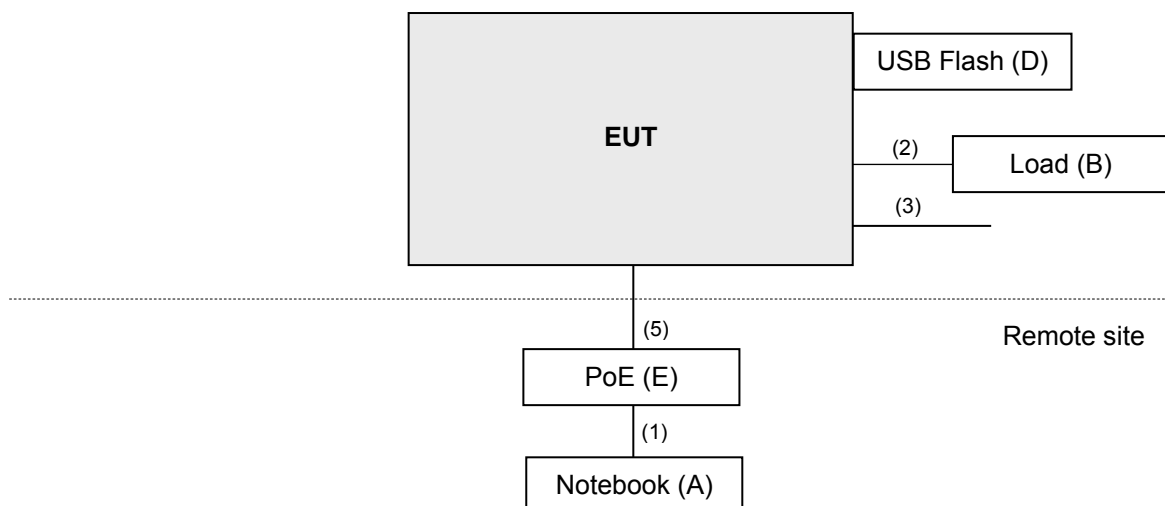 USB Flash (D)
EUT
(2)
Load (B)
(3)
(5)
Remote site
PoE (E)
(1)
Notebook (A)